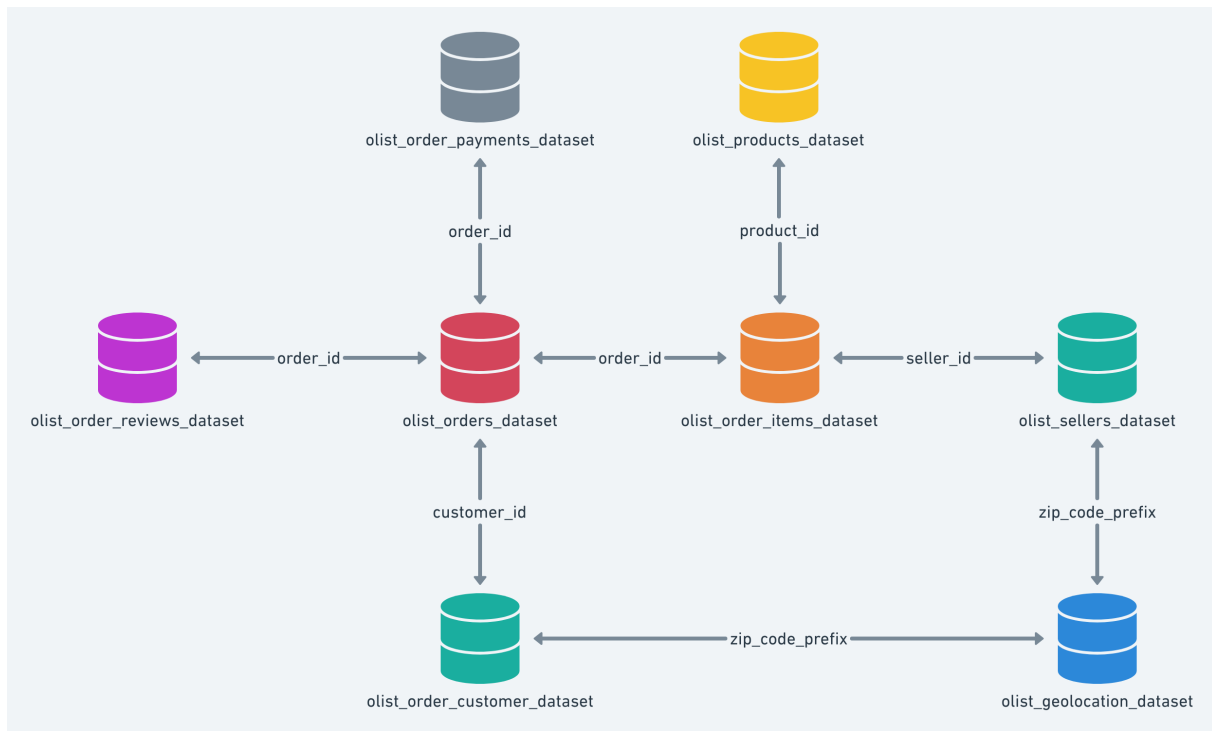 olist_order_payments_dataset
olist_products_dataset
order_id
product_id
order_id
order_id
seller_id
olist_order_reviews_dataset
olist_orders_dataset
olist_order_items_dataset
olist_sellers_dataset
customer_id
zip_code_prefix
zip_code_prefix
olist_order_customer_dataset
olist_geolocation_dataset